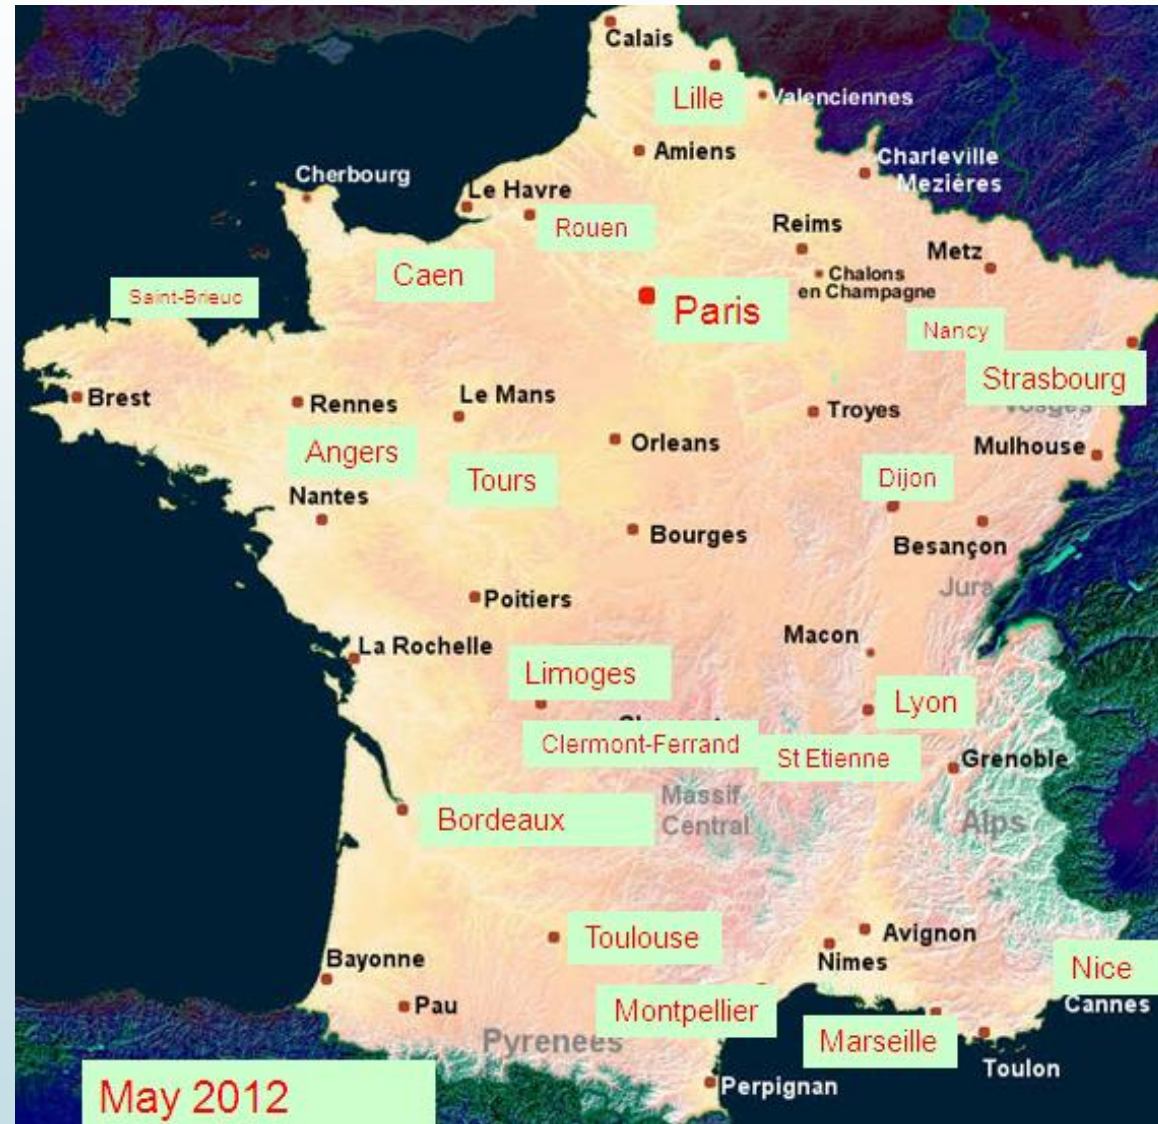 Calais
Lille
Valenciennes
Amiens
Charleville
Mezières
Cherbourg
Le Havre
Rouen
Reims
Metz
Caen
Chalons
en Champagne
Saint-Brieuc
Paris
Nancy
Strasbourg
Vosges
Brest
Rennes
Le Mans
Troyes
Orleans
Mulhouse
Angers
Tours
Dijon
Nantes
Bourges
Besançon
Jura
Poitiers
Macon
La Rochelle
Limoges
Lyon
Clermont-Ferrand
St Etienne
Grenoble
Massif
Central
Bordeaux
Alps
Toulouse
Avignon
Nimes
Bayonne
Nice
Cannes
Pau
Montpellier
Marseille
Pyrenees
Toulon
Perpignan
May 2012